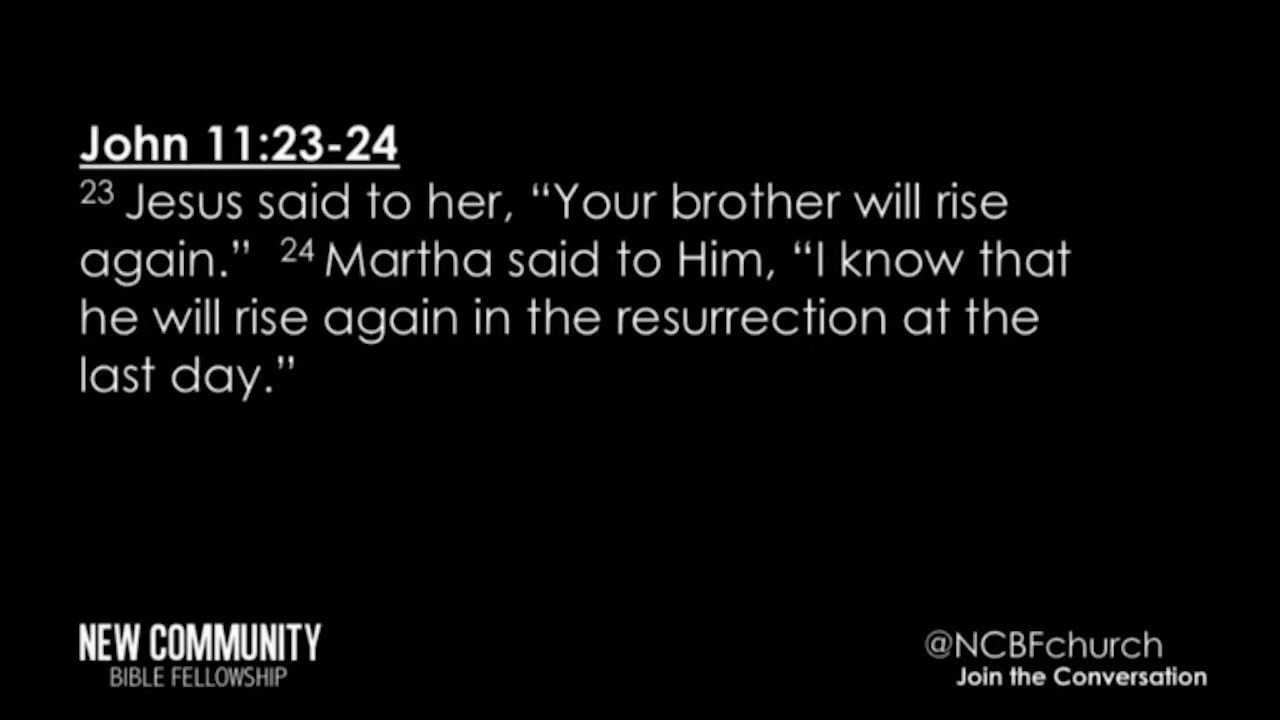 John 11:23-24
23 Jesus said to her, “Your brother will rise
again.” 24 Martha said to Him, “I know that
he will rise again in the resurrection at the
last day.”
NEW COMMUNITY
BIBLE FELLOWSHIP
@NCBFchurch
Join the Conversation